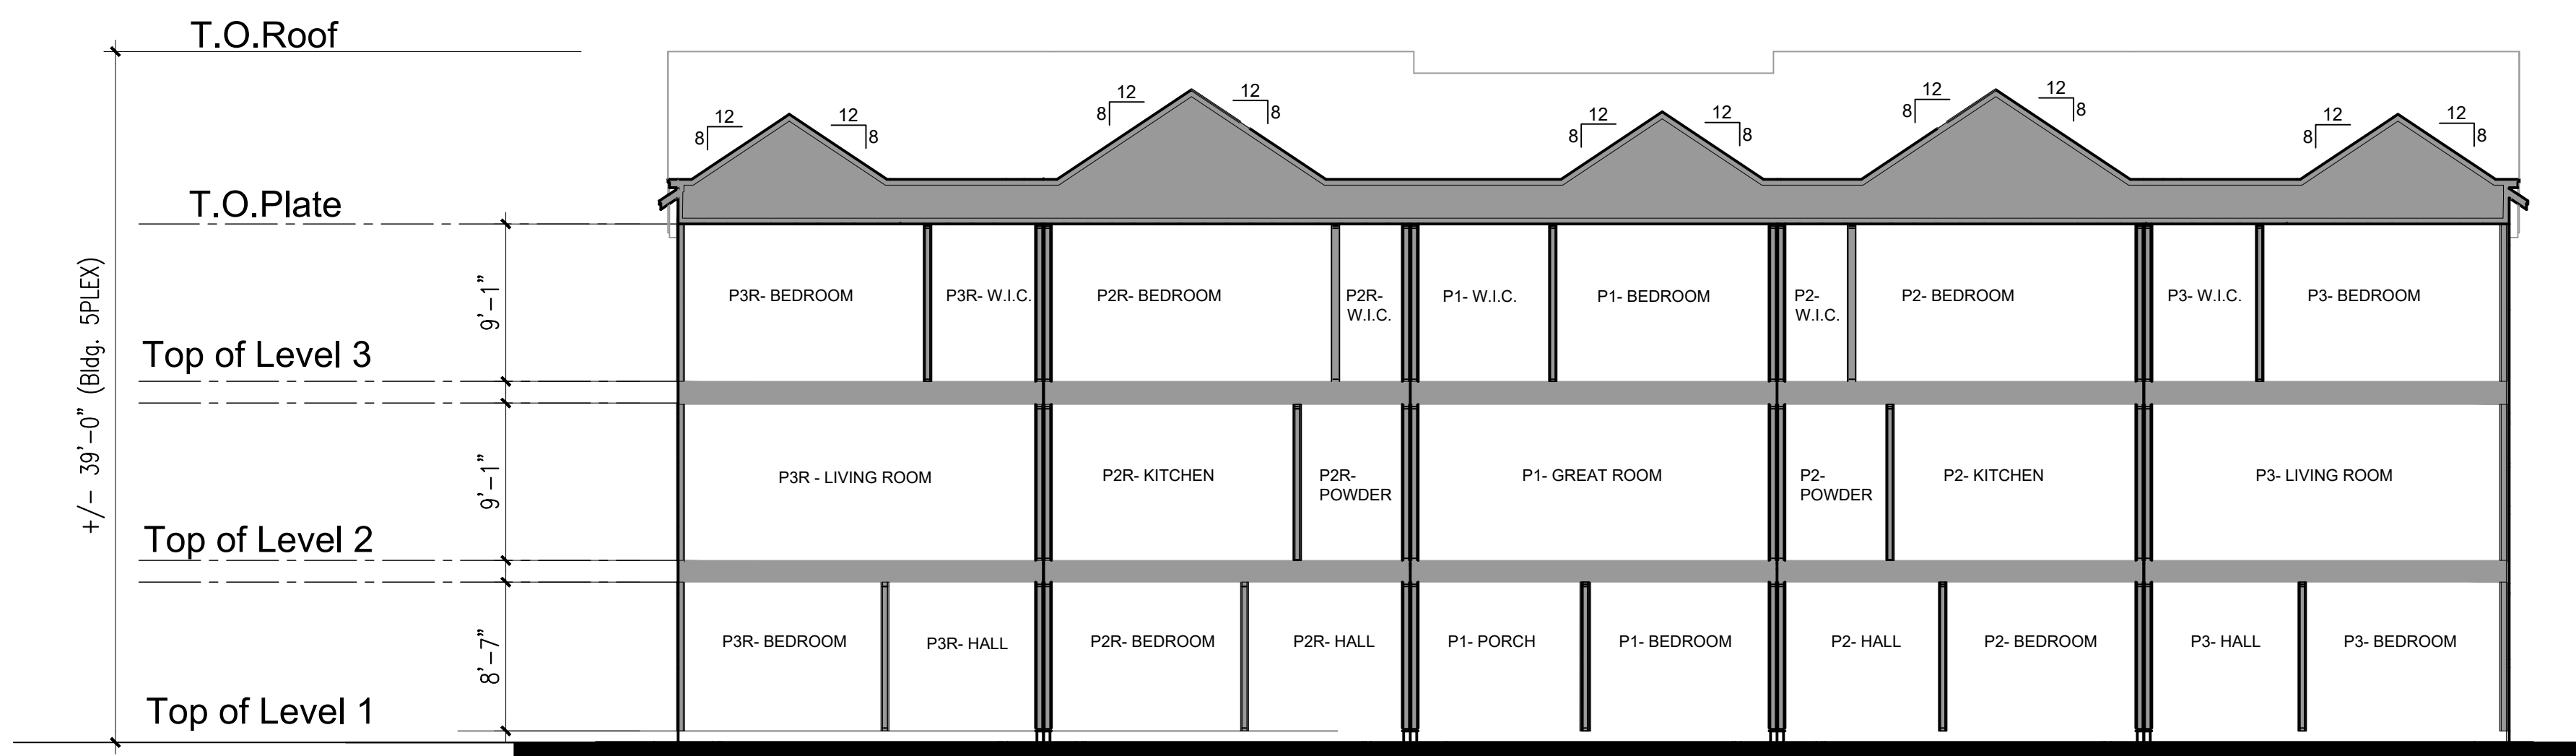 T.O.Roof
12
8
12
8
12
8
12
8
12
8
12
8
12
8
12
8
12
8
12
8
T.O.Plate
+/- 39'-0" (Bldg. 5PLEX)
9'-1"
P3R- BEDROOM
P3R- W.I.C.
P2R- BEDROOM
P2R-
W.I.C.
P1- W.I.C.
P1- BEDROOM
P2-
W.I.C.
P2- BEDROOM
P3- W.I.C.
P3- BEDROOM
Top of Level 3
9'-1"
P3R - LIVING ROOM
P2R- KITCHEN
P2R-
POWDER
P1- GREAT ROOM
P2-
POWDER
P2- KITCHEN
P3- LIVING ROOM
Top of Level 2
8'-7"
P3R- BEDROOM
P3R- HALL
P2R- BEDROOM
P2R- HALL
P1- PORCH
P1- BEDROOM
P2- HALL
P2- BEDROOM
P3- HALL
P3- BEDROOM
Top of Level 1